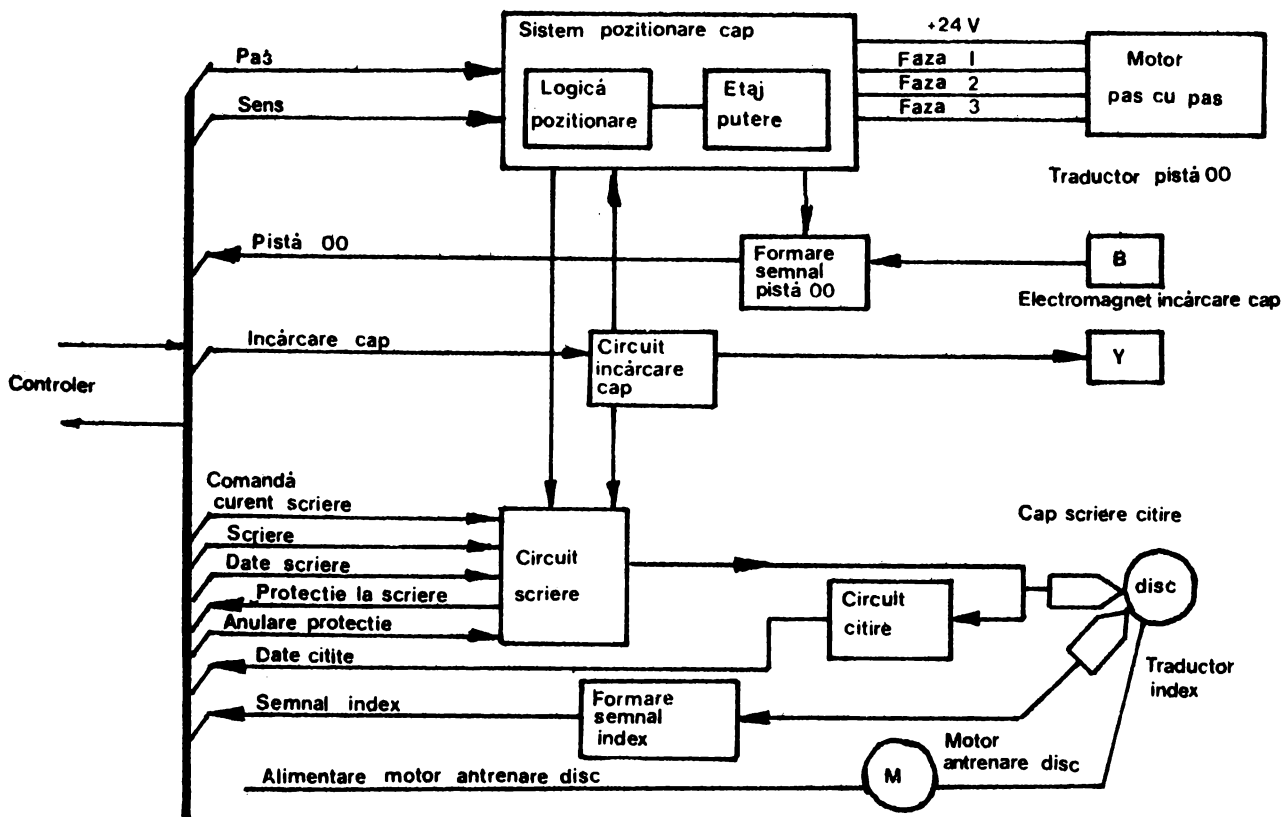 Sistem pozitionare cap
+24 V
Pas
Faza 1
Motor
pas cu pas
Logică
pozitionare
Etaj
putere
Faza 2
Sens
Faza 3
Traductor pistă 00
Pistă 00
Formare
semnal
pistă 00
B
Electromagnet incărcare cap
Incărcare cap
Circuit
incărcare
cap
Y
Controler
Comandă
curent scriere
Cap scriere citire
Scriere
Circuit
scriere
Date scriere
disc
Protectie la scriere
Circuit
citire
Anulare protectie
Date citite
Traductor
index
Semnal index
Formare
semnal
index
Motor
antrenare disc
Alimentare motor antrenare disc
M